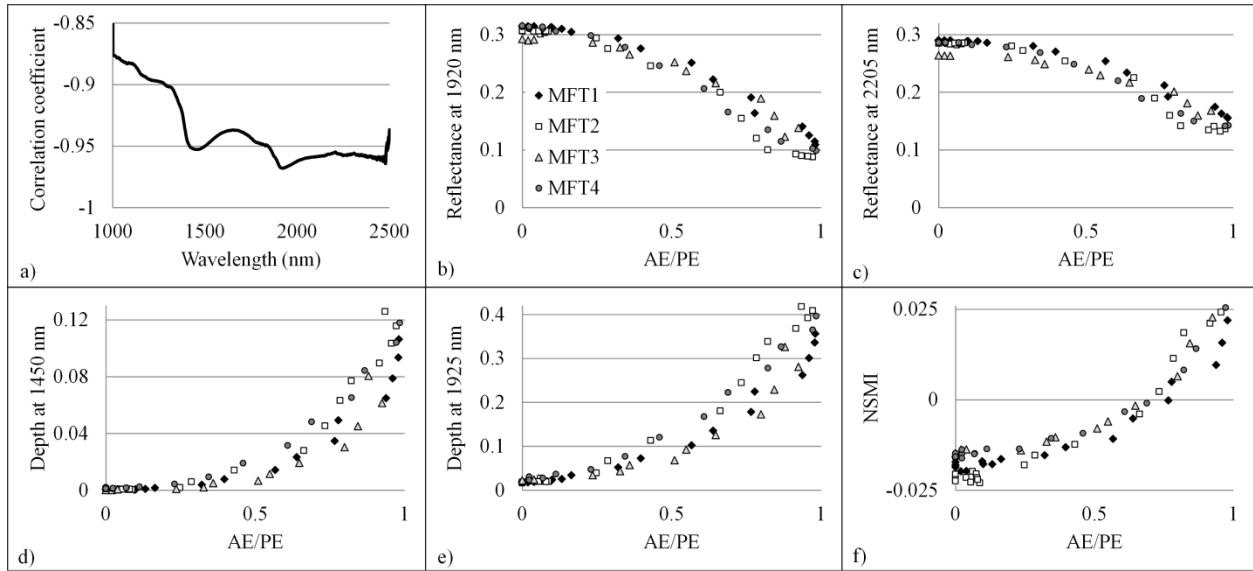 -0.85
-0.9
-0.95
-1
Correlation coefficient
1000 1500 2000 2500
Wavelength (nm)
a)
0.3
0.2
0.1
0
Reflectance at 1920 nm
MFT1
MFT2
MFT3
MFT4
0 0.5 1
AE/PE
b)
0.3
0.2
0.1
0
Reflectance at 2205 nm
0 0.5 1
AE/PE
c)
0.12
0.08
0.04
0
Depth at 1450 nm
0 0.5 1
AE/PE
d)
0.4
0.3
0.2
0.1
0
Depth at 1925 nm
0 0.5 1
AE/PE
e)
0.025
0
-0.025
NSMI
0 0.5 1
AE/PE
f)